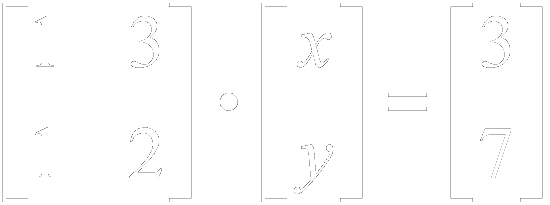 [1 3] · [x] = [3]
[1 2] [y] [7]